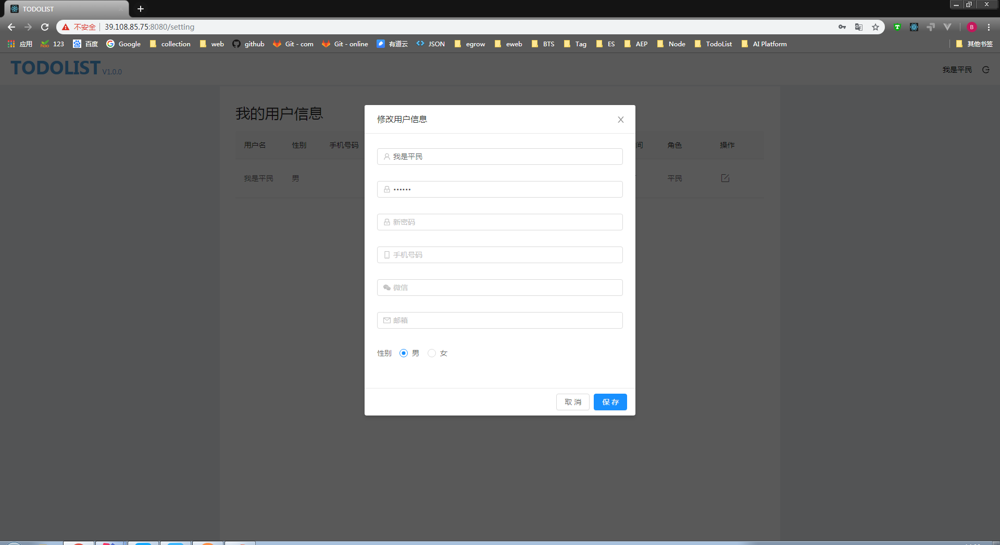 TODOLIST
不安全 39.108.85.75:8080/setting
应用 123 百度 Google collection web github Git - com Git - online 有道云 JSON egrow eweb BTS Tag ES AEP Node TodoList AI Platform 其他书签
TODOLIST V1.0.0 我是平民
我的用户信息
用户名 性别 手机号码 间 角色 操作
我是平民 男 平民
修改用户信息
我是平民
••••••
新密码
手机号码
微信
邮箱
性别 男 女
取 消 保 存